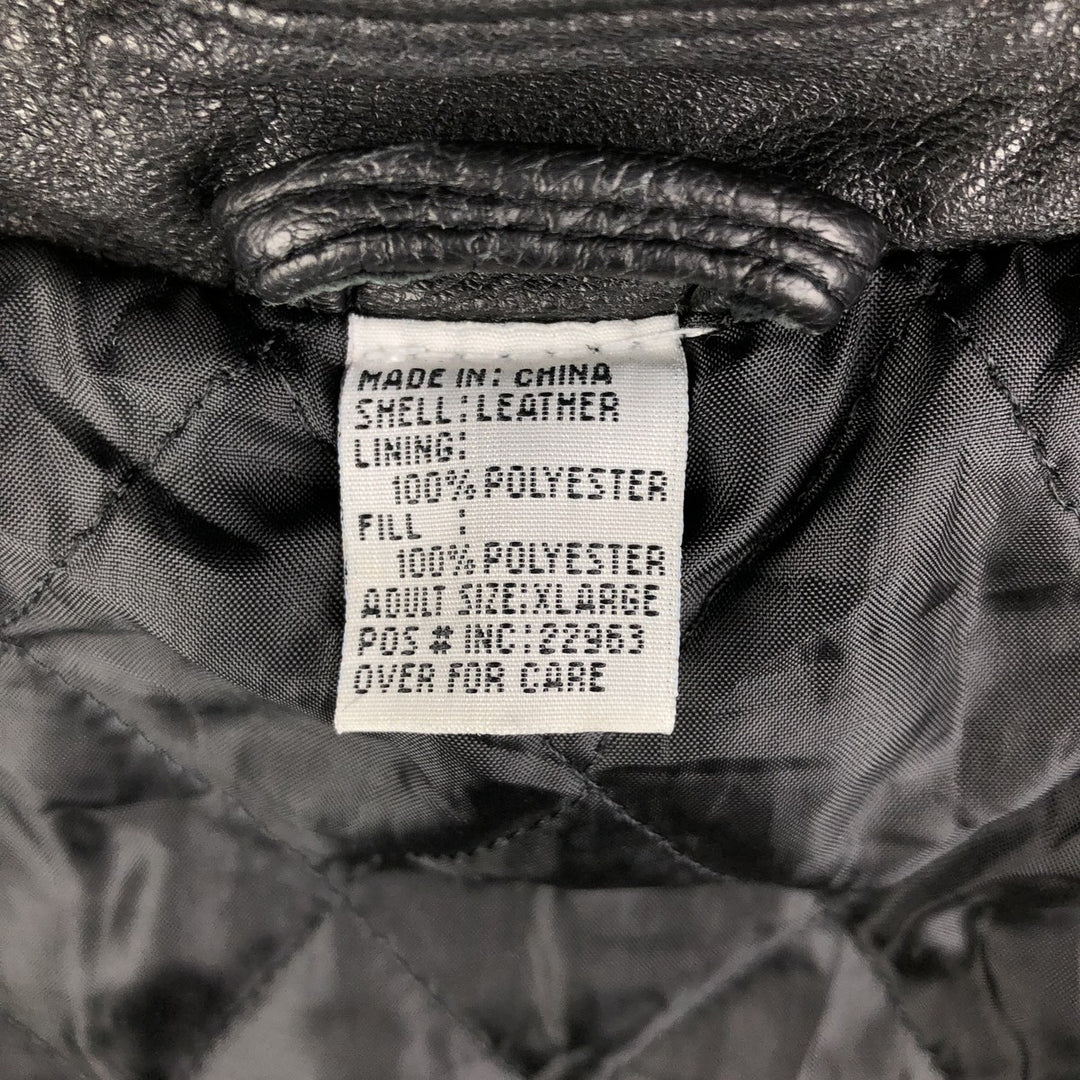 MADE IN: CHINA
SHELL: LEATHER
LINING:
100% POLYESTER
FILL :
100% POLYESTER
ADULT SIZE: XLARGE
POS # INC: 22963
OVER FOR CARE